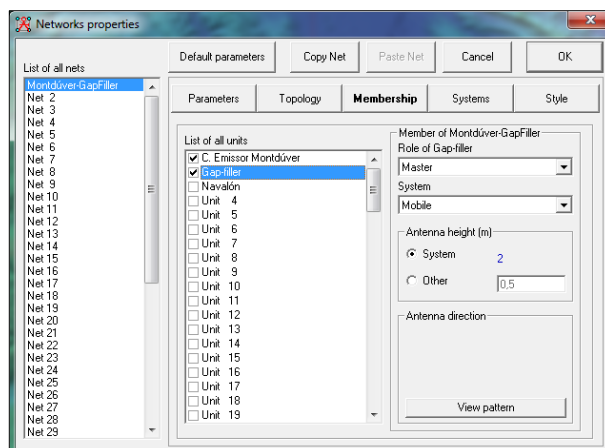 Networks properties
Default parameters
Copy Net
Paste Net
Cancel
OK
List of all nets
Montdúver-GapFiller
Net 2
Net 3
Net 4
Net 5
Net 6
Net 7
Net 8
Net 9
Net 10
Net 11
Net 12
Net 13
Net 14
Net 15
Net 16
Net 17
Net 18
Net 19
Net 20
Net 21
Net 22
Net 23
Net 24
Net 25
Net 26
Net 27
Net 28
Net 29
Parameters
Topology
Membership
Systems
Style
List of all units
C. Emissor Montdúver
Gap-filler
Navalón
Unit 4
Unit 5
Unit 6
Unit 7
Unit 8
Unit 9
Unit 10
Unit 11
Unit 12
Unit 13
Unit 14
Unit 15
Unit 16
Unit 17
Unit 18
Unit 19
Member of Montdúver-GapFiller
Role of Gap-filler
Master
System
Mobile
Antenna height (m)
System 2
Other 0,5
Antenna direction
View pattern